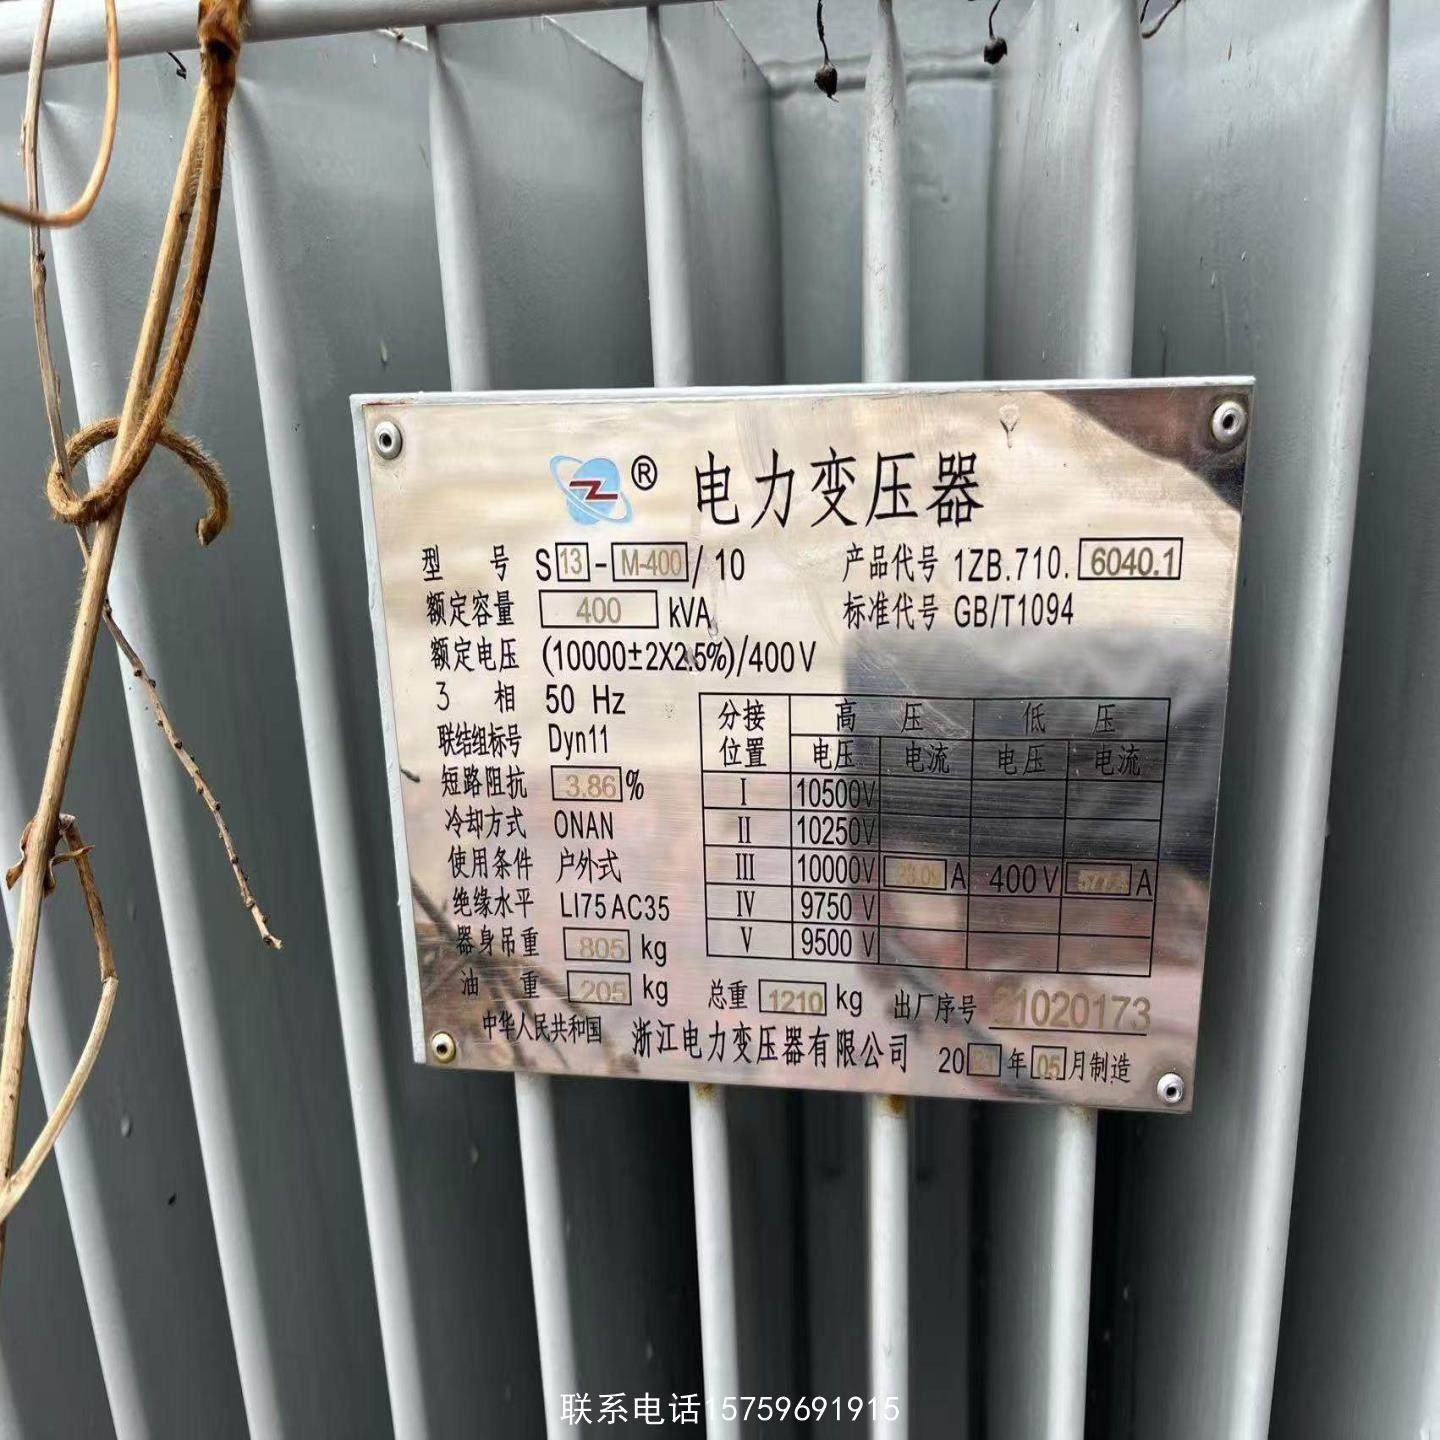 ® 电力变压器
型 号 S 13 - M-400 / 10 产品代号 1ZB.710. 6040.1
额定容量 400 kVA 标准代号 GB/T1094
额定电压 (10000±2X2.5%)/400V
3 相 50 Hz
联结组标号 Dyn11
短路阻抗 3.86 %
冷却方式 ONAN
使用条件 户外式
绝缘水平 LI75 AC35
器身吊重 805 kg
油 重 205 kg
分接位置 高 压 低 压
电压 电流 电压 电流
I 10500V
II 10250V
III 10000V 23.09 A 400V A
IV 9750 V
V 9500 V
总重 1210 kg 出厂序号 21020173
中华人民共和国 浙江电力变压器有限公司 20 21 年 05 月制造
联系电话15759691915